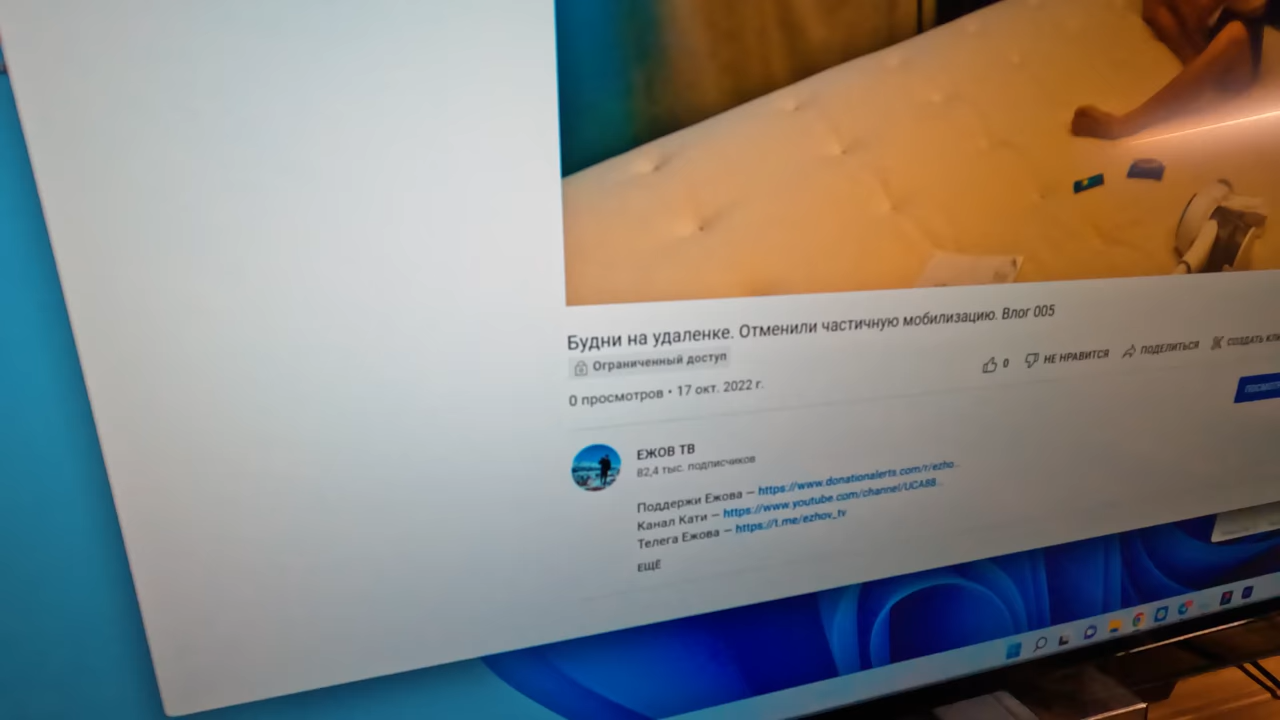 Будни на удаленке. Отменили частичную мобилизацию. Влог 005
Ограниченный доступ
0 просмотров • 17 окт. 2022 г.
0 НЕ НРАВИТСЯ ПОДЕЛИТЬСЯ СОЗДАТЬ
ЕЖОВ ТВ
82,4 тыс. подписчиков
Поддержи Ежова — https://www.donationalerts.com/r/ezho...
Канал Кати — https://www.youtube.com/channel/UCA88...
Телега Ежова — https://t.me/ezhov_tv
ЕЩЁ